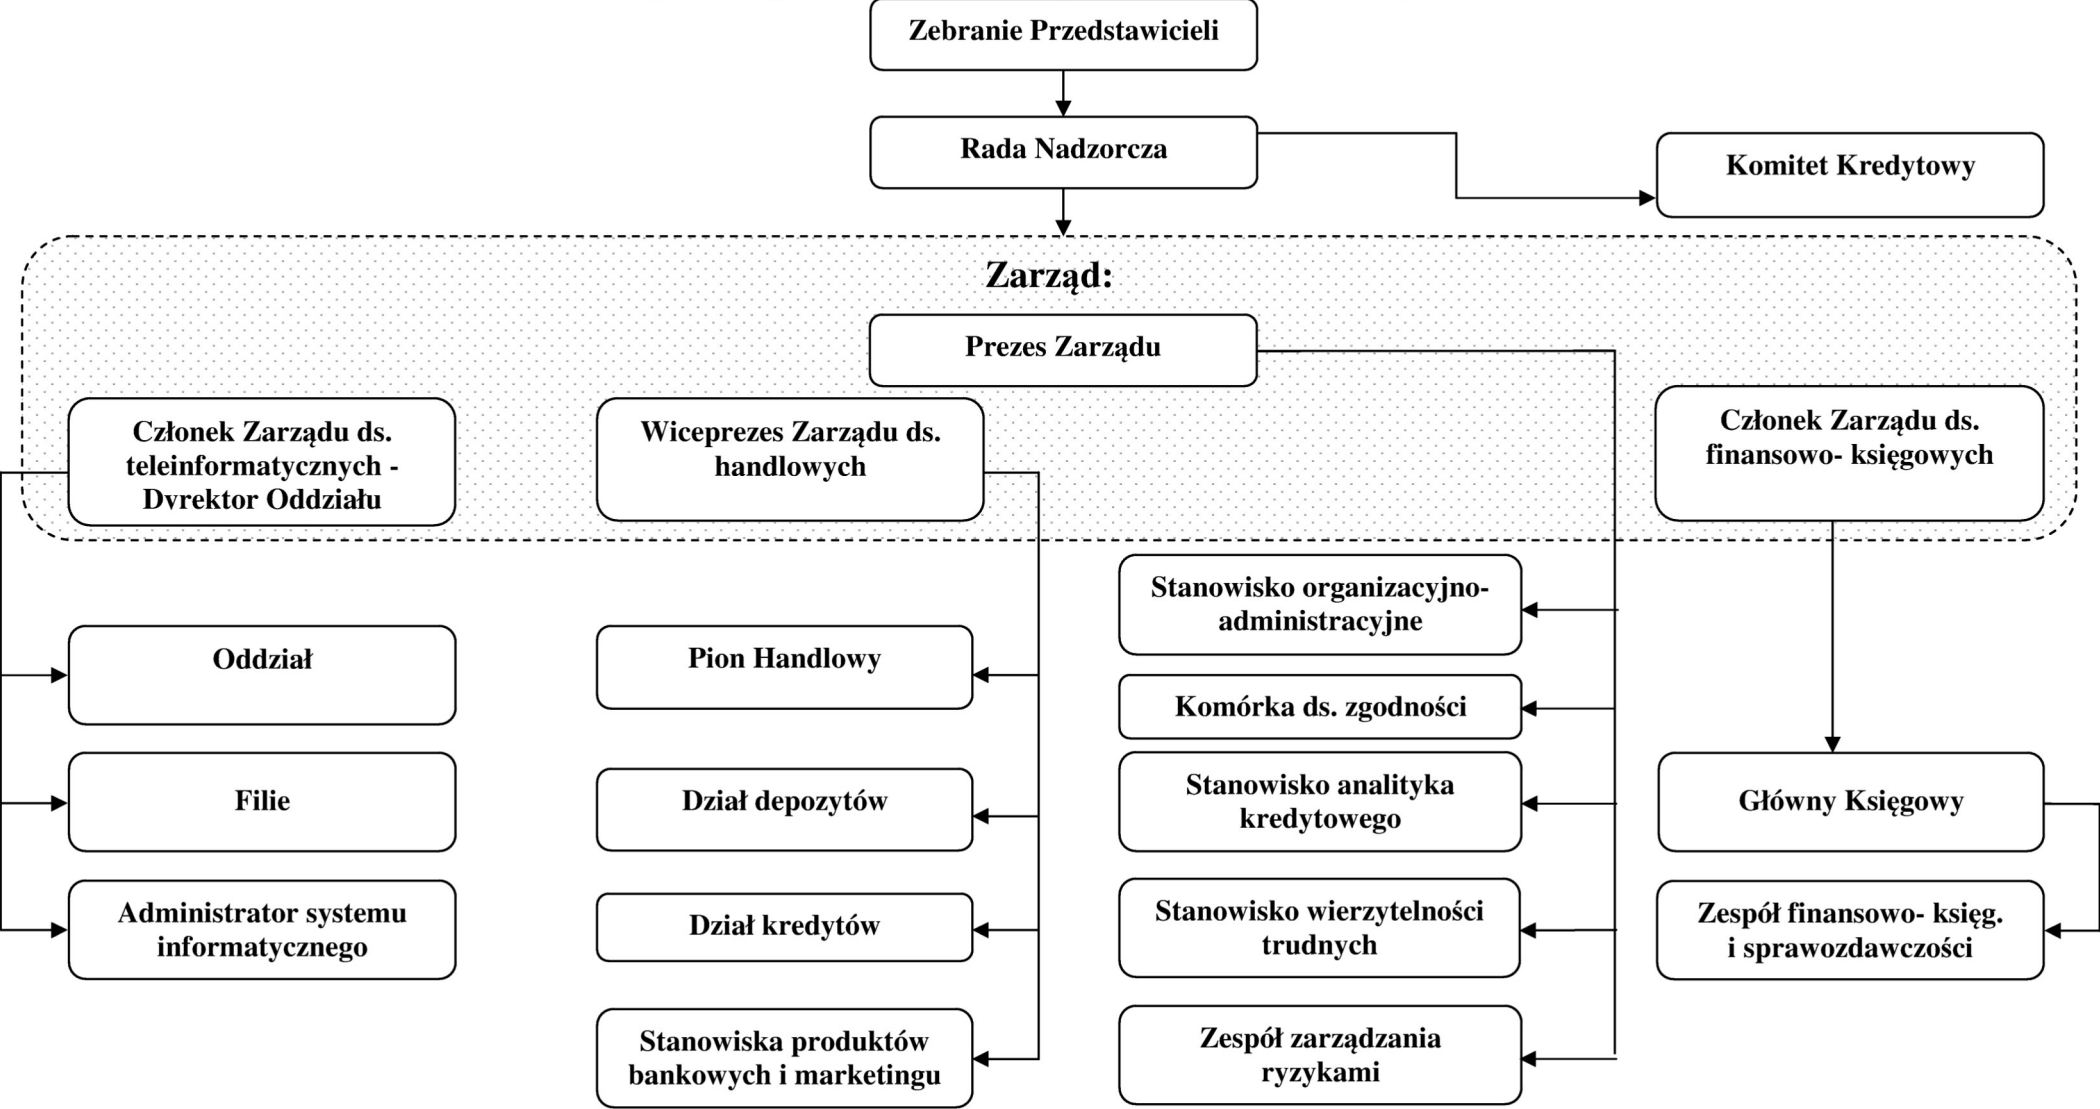 Zebranie Przedstawicieli
Rada Nadzorcza
Komitet Kredytowy
Zarząd:
Prezes Zarządu
Członek Zarządu ds.
teleinformatycznych -
Dyrektor Oddziału
Wiceprezes Zarządu ds.
handlowych
Członek Zarządu ds.
finansowo- księgowych
Oddział
Filie
Administrator systemu
informatycznego
Pion Handlowy
Dział depozytów
Dział kredytów
Stanowiska produktów
bankowych i marketingu
Stanowisko organizacyjno-
administracyjne
Komórka ds. zgodności
Stanowisko analityka
kredytowego
Stanowisko wierzytelności
trudnych
Zespół zarządzania
ryzykami
Główny Księgowy
Zespół finansowo- księg.
i sprawozdawczości